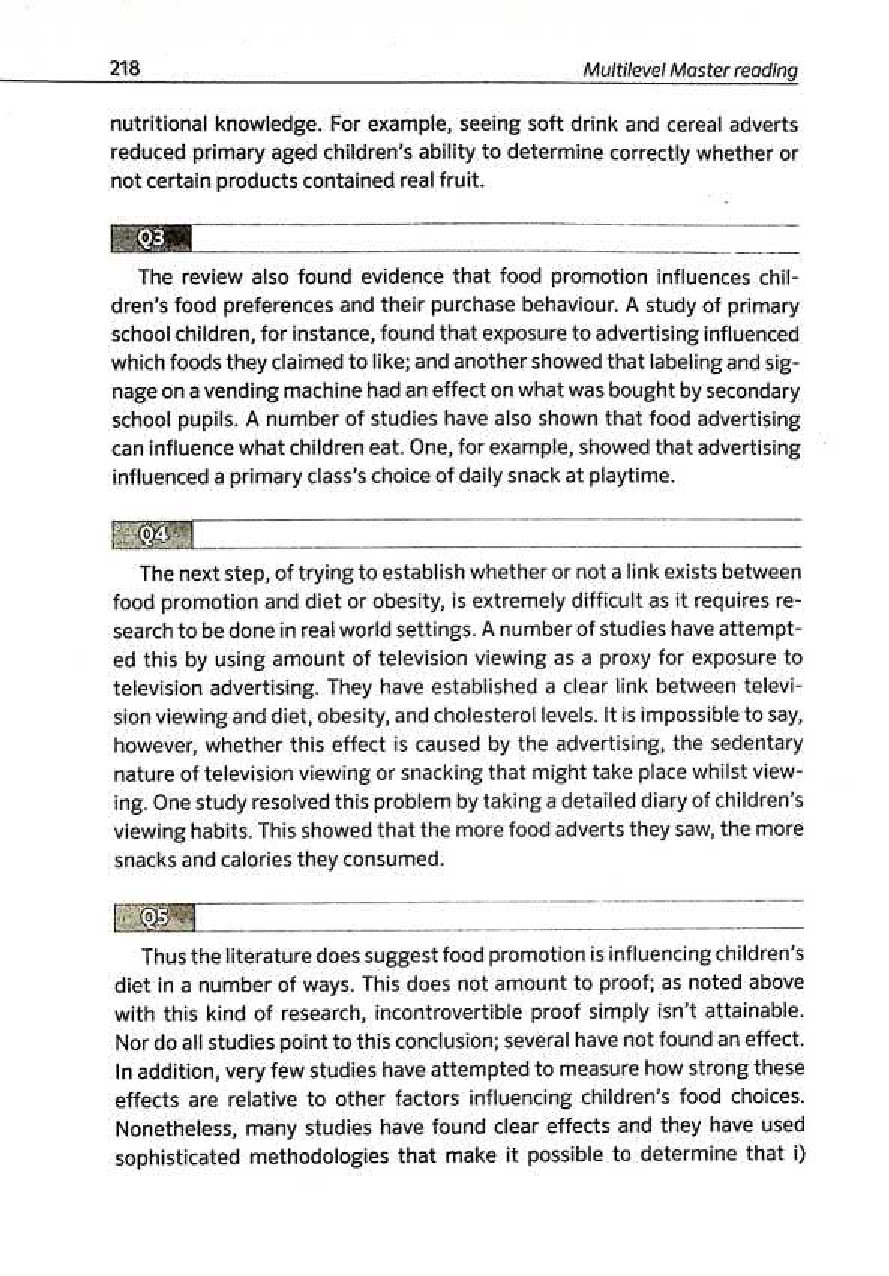 218
Multilevel Master reading
nutritional knowledge. For example, seeing soft drink and cereal adverts
reduced primary aged children's ability to determine correctly whether or
not certain products contained real fruit.
Q3
The review also found evidence that food promotion influences chil-
dren's food preferences and their purchase behaviour. A study of primary
school children, for instance, found that exposure to advertising influenced
which foods they claimed to like; and another showed that labeling and sig-
nage on a vending machine had an effect on what was bought by secondary
school pupils. A number of studies have also shown that food advertising
can influence what children eat. One, for example, showed that advertising
influenced a primary class's choice of daily snack at playtime.
Q4
The next step, of trying to establish whether or not a link exists between
food promotion and diet or obesity, is extremely difficult as it requires re-
search to be done in real world settings. A number of studies have attempt-
ed this by using amount of television viewing as a proxy for exposure to
television advertising. They have established a clear link between televi-
sion viewing and diet, obesity, and cholesterol levels. It is impossible to say,
however, whether this effect is caused by the advertising, the sedentary
nature of television viewing or snacking that might take place whilst view-
ing. One study resolved this problem by taking a detailed diary of children's
viewing habits. This showed that the more food adverts they saw, the more
snacks and calories they consumed.
Q5
Thus the literature does suggest food promotion is influencing children's
diet in a number of ways. This does not amount to proof; as noted above
with this kind of research, incontrovertible proof simply isn't attainable.
Nor do all studies point to this conclusion; several have not found an effect.
In addition, very few studies have attempted to measure how strong these
effects are relative to other factors influencing children's food choices.
Nonetheless, many studies have found clear effects and they have used
sophisticated methodologies that make it possible to determine that i)